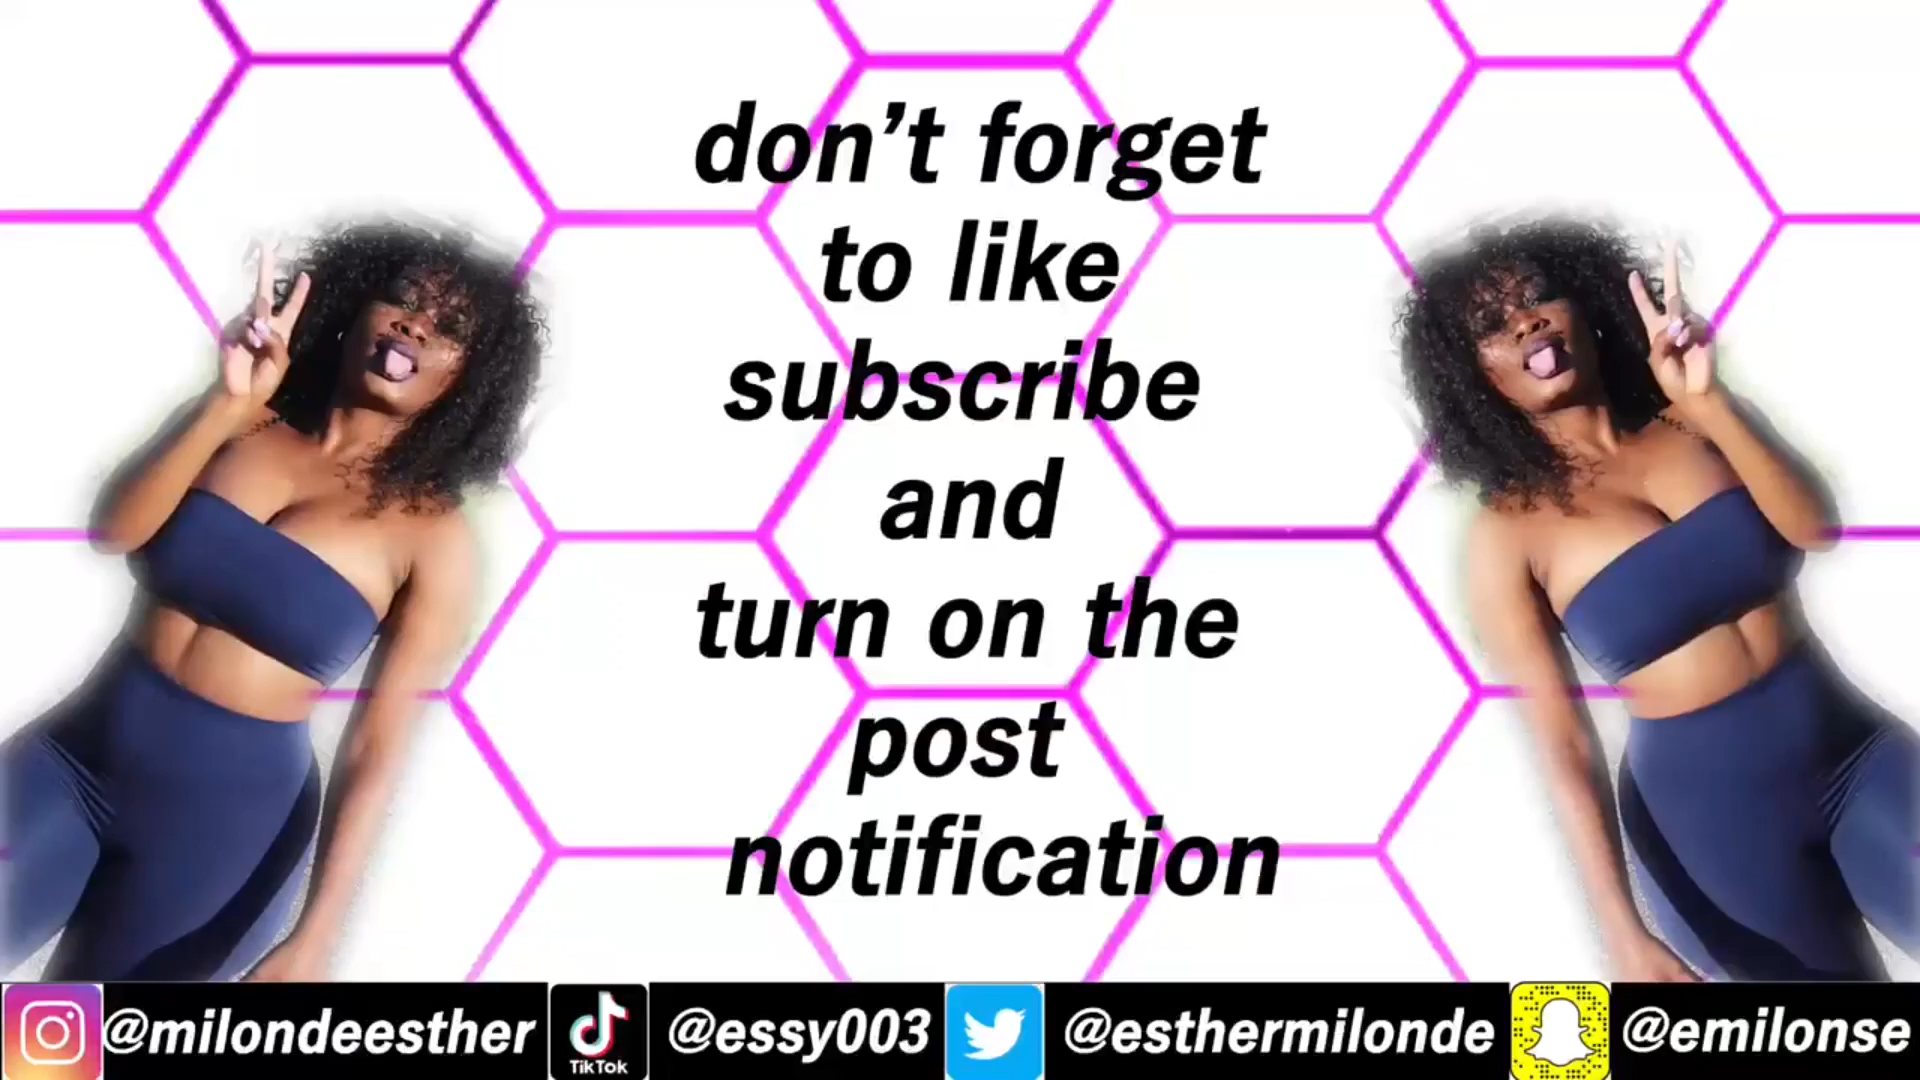 don't forget
to like
subscribe
and
turn on the
post
notification
@milondeesther
TikTok
@essy003
@esthermilonde
@emilonse